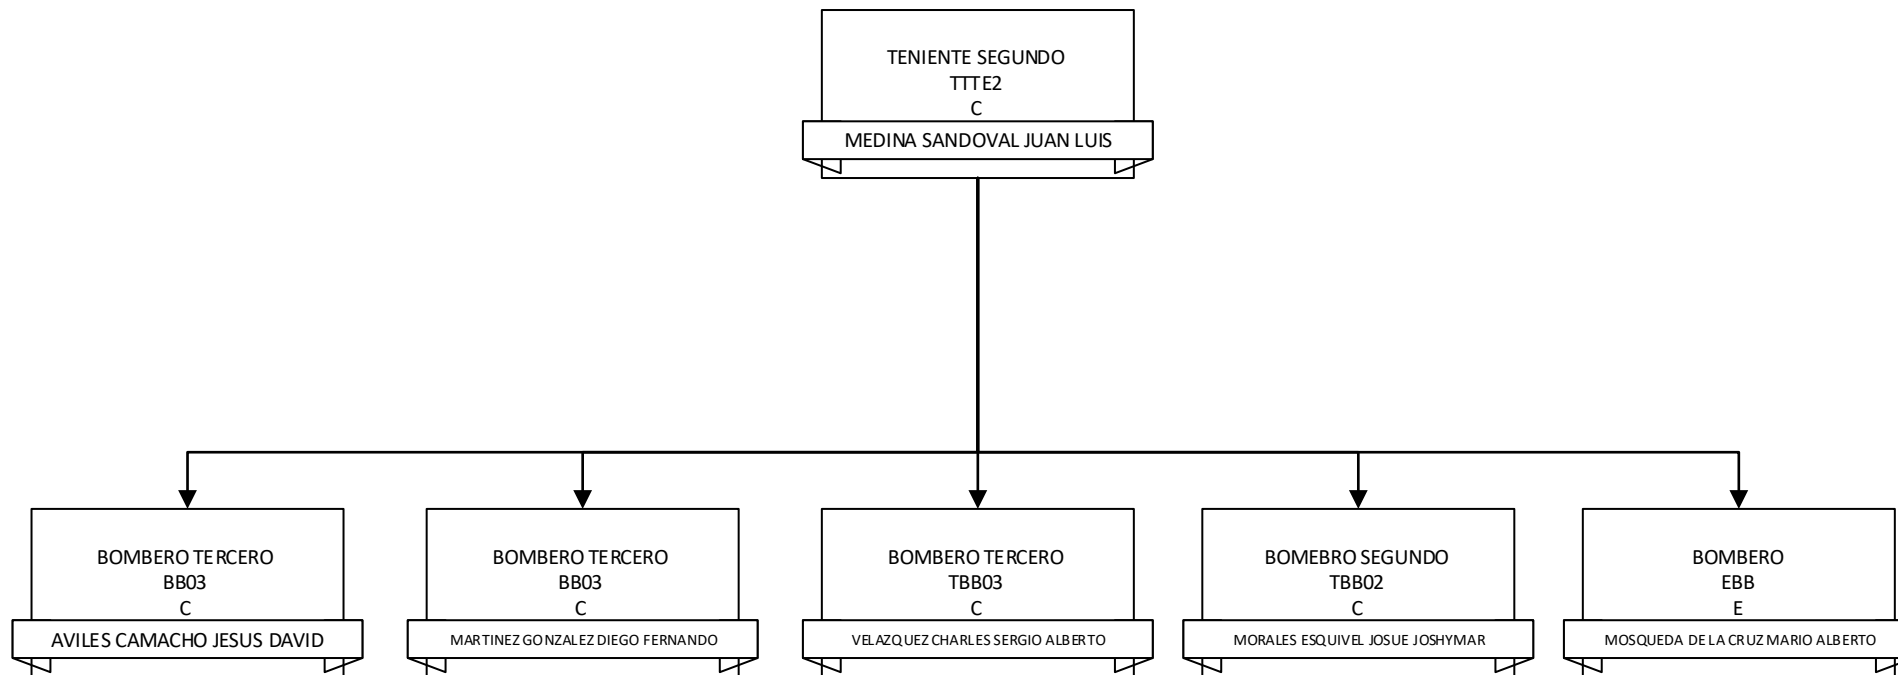 TENIENTE SEGUNDO
TTTE2
C
MEDINA SANDOVAL JUAN LUIS
BOMBERO TERCERO
BB03
C
AVILES CAMACHO JESUS DAVID
BOMBERO TERCERO
BB03
C
MARTINEZ GONZALEZ DIEGO FERNANDO
BOMBERO TERCERO
TBB03
C
VELAZQUEZ CHARLES SERGIO ALBERTO
BOMEBRO SEGUNDO
TBB02
C
MORALES ESQUIVEL JOSUE JOSHYMAR
BOMBERO
EBB
E
MOSQUEDA DE LA CRUZ MARIO ALBERTO